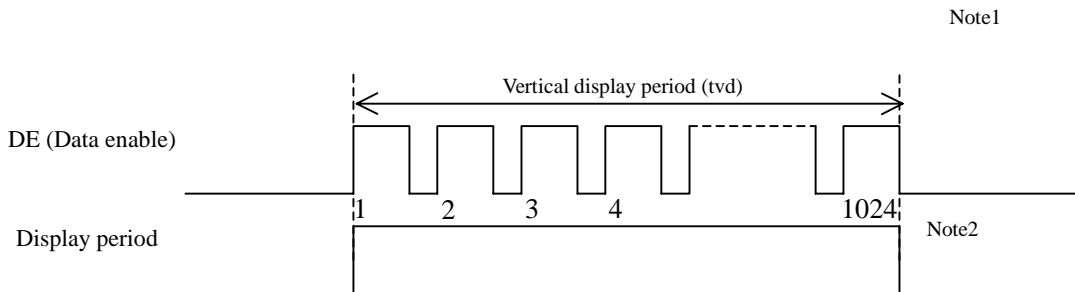 Note1
Vertical display period (tvd)
DE (Data enable)
1 2 3 4 1024
Display period
Note2